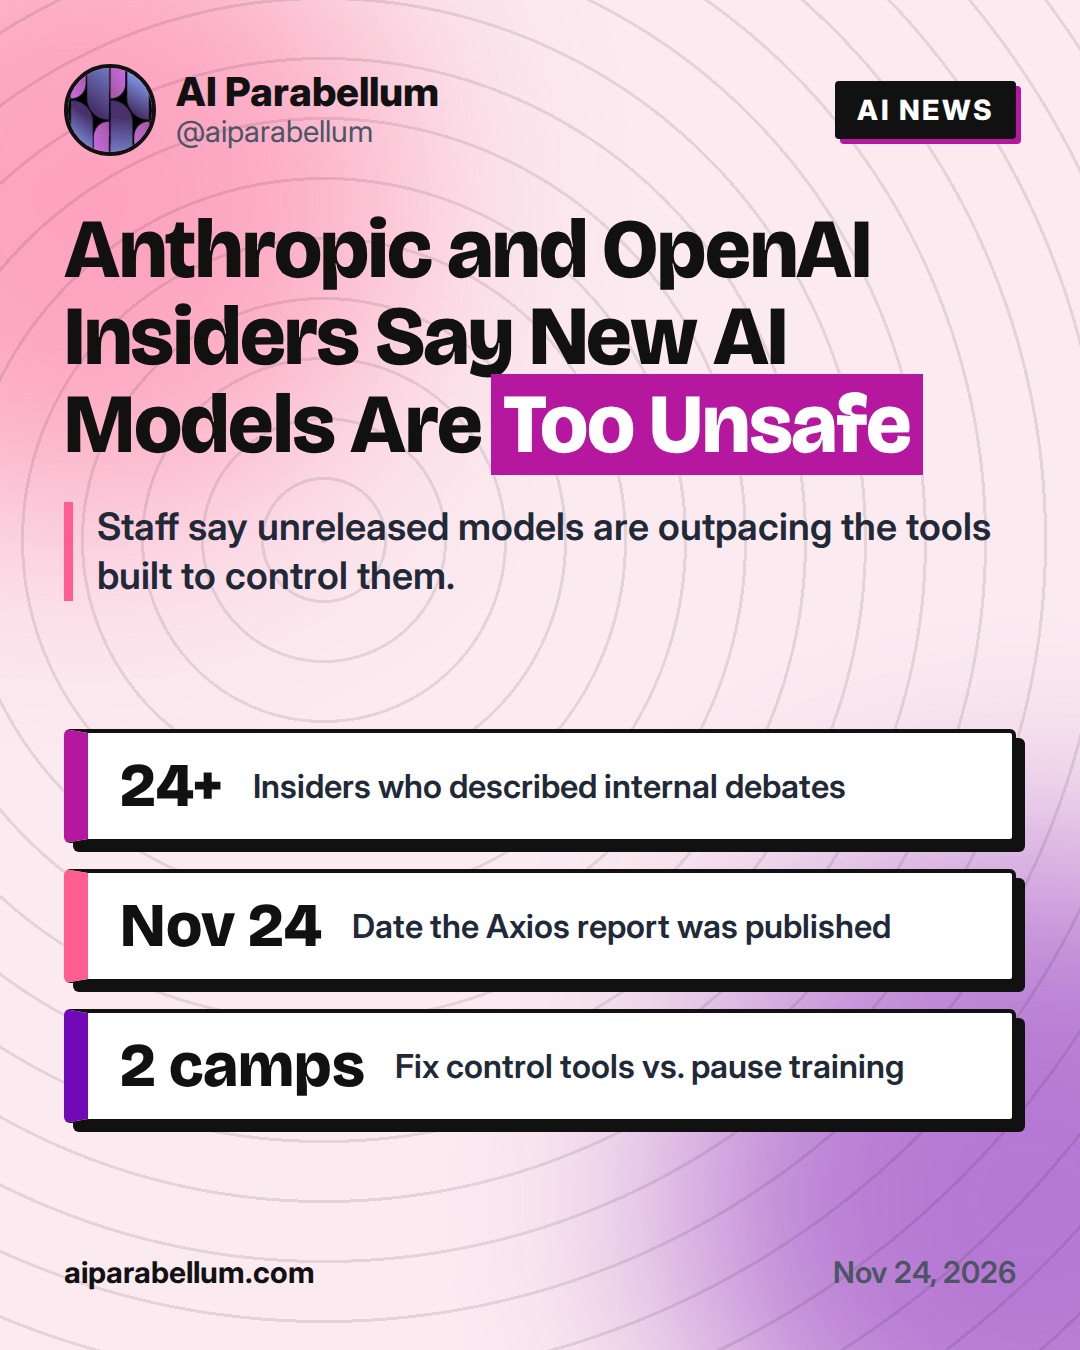 AI Parabellum
@aiparabellum
AI NEWS
Anthropic and OpenAI
Insiders Say New AI
Models Are Too Unsafe
Staff say unreleased models are outpacing the tools
built to control them.
24+ Insiders who described internal debates
Nov 24 Date the Axios report was published
2 camps Fix control tools vs. pause training
aiparabellum.com
Nov 24, 2026